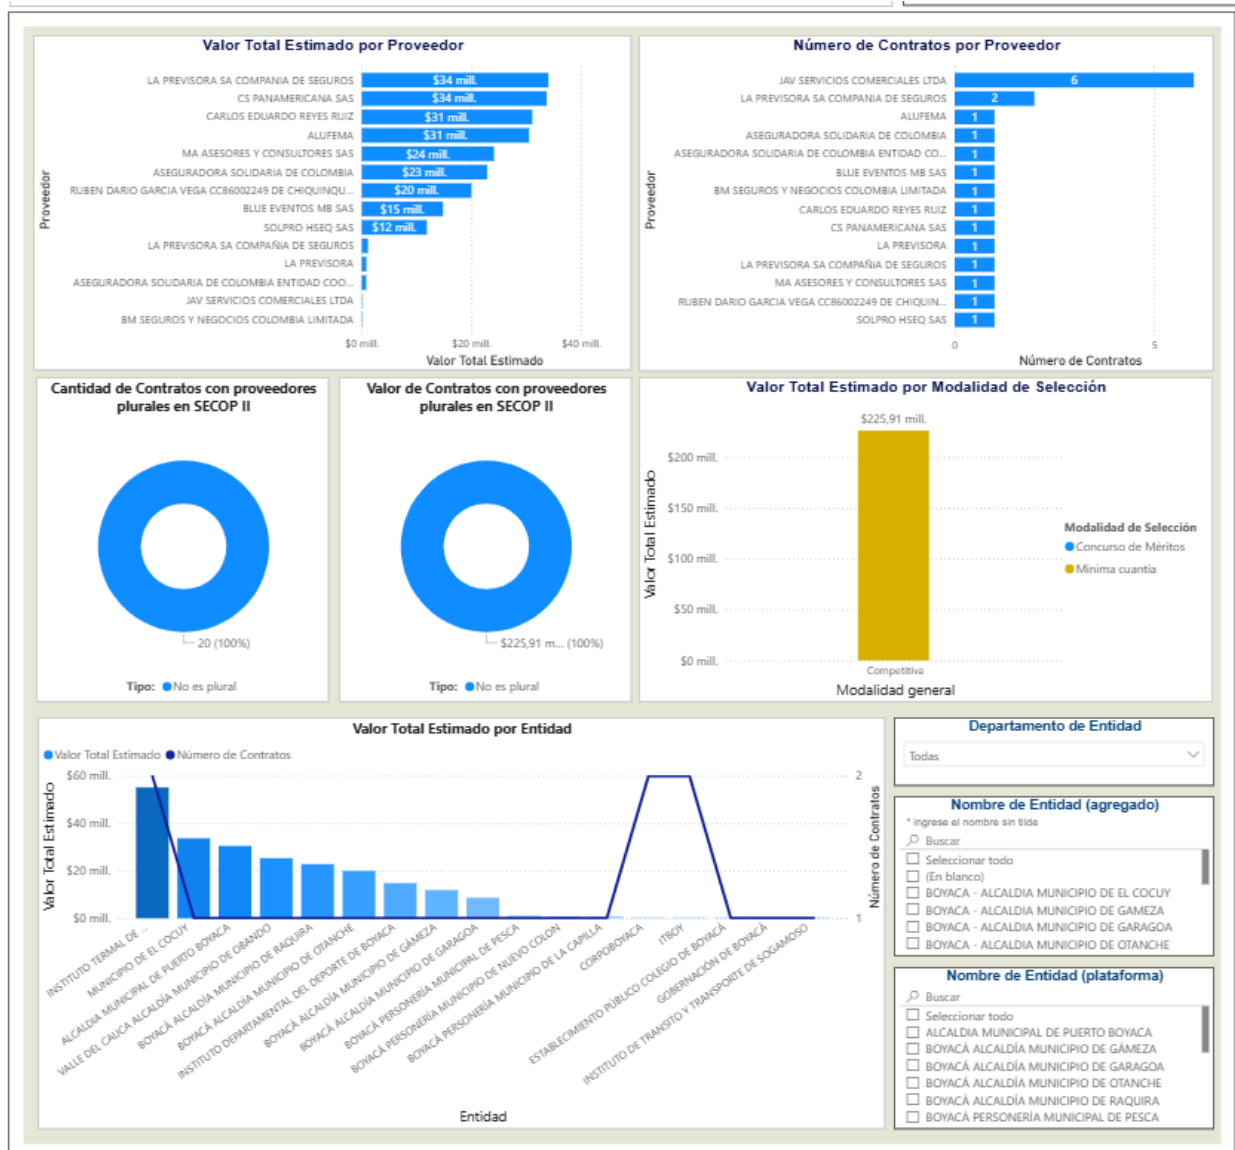 Valor Total Estimado por Proveedor
Proveedor
LA PREVISORA SA COMPANIA DE SEGUROS
$34 mill.
CS PANAMERICANA SAS
$34 mill.
CARLOS EDUARDO REYES RUIZ
$31 mill.
ALUFEMA
$31 mill.
MA ASESORES Y CONSULTORES SAS
$24 mill.
ASEGURADORA SOLIDARIA DE COLOMBIA
$23 mill.
RUBEN DARIO GARCIA VEGA CC86002249 DE CHIQUINQU...
$20 mill.
BLUE EVENTOS MB SAS
$15 mill.
SOLPRO HSEQ SAS
$12 mill.
LA PREVISORA SA COMPAÑIA DE SEGUROS
LA PREVISORA
ASEGURADORA SOLIDARIA DE COLOMBIA ENTIDAD COO...
JAV SERVICIOS COMERCIALES LTDA
BM SEGUROS Y NEGOCIOS COLOMBIA LIMITADA
$0 mill.
$20 mill.
$40 mill.
Valor Total Estimado
Número de Contratos por Proveedor
Proveedor
JAV SERVICIOS COMERCIALES LTDA
6
LA PREVISORA SA COMPANIA DE SEGUROS
2
ALUFEMA
1
ASEGURADORA SOLIDARIA DE COLOMBIA
1
ASEGURADORA SOLIDARIA DE COLOMBIA ENTIDAD CO...
1
BLUE EVENTOS MB SAS
1
BM SEGUROS Y NEGOCIOS COLOMBIA LIMITADA
1
CARLOS EDUARDO REYES RUIZ
1
CS PANAMERICANA SAS
1
LA PREVISORA
1
LA PREVISORA SA COMPAÑIA DE SEGUROS
1
MA ASESORES Y CONSULTORES SAS
1
RUBEN DARIO GARCIA VEGA CC86002249 DE CHIQUIN...
1
SOLPRO HSEQ SAS
1
0
5
Número de Contratos
Cantidad de Contratos con proveedores
plurales en SECOP II
20 (100%)
Tipo: No es plural
Valor de Contratos con proveedores
plurales en SECOP II
$225,91 m... (100%)
Tipo: No es plural
Valor Total Estimado por Modalidad de Selección
Valor Total Estimado
$225,91 mill.
$200 mill.
$150 mill.
$100 mill.
$50 mill.
$0 mill.
Competitiva
Modalidad general
Modalidad de Selección
Concurso de Méritos
Mínima cuantía
Valor Total Estimado por Entidad
Valor Total Estimado Número de Contratos
Valor Total Estimado
$60 mill.
$40 mill.
$20 mill.
$0 mill.
2
1
Número de Contratos
INSTITUTO TERMAL DE ...
MUNICIPIO DE EL COCUY
ALCALDIA MUNICIPAL DE PUERTO BOYACA
VALLE DEL CAUCA ALCALDÍA MUNICIPIO DE OBANDO
BOYACÁ ALCALDÍA MUNICIPIO DE RAQUIRA
BOYACÁ ALCALDÍA MUNICIPIO DE OTANCHE
INSTITUTO DEPARTAMENTAL DEL DEPORTE DE BOYACÁ
BOYACÁ ALCALDÍA MUNICIPIO DE GÁMEZA
BOYACÁ ALCALDÍA MUNICIPIO DE GARAGOA
BOYACÁ PERSONERÍA MUNICIPAL DE PESCA
BOYACÁ PERSONERÍA MUNICIPIO DE NUEVO COLON
BOYACÁ PERSONERÍA MUNICIPIO DE LA CAPILLA
CORPOBOYACA
ITBOY
ESTABLECIMIENTO PÚBLICO COLEGIO DE BOYACÁ
GOBERNACIÓN DE BOYACÁ
INSTITUTO DE TRANSITO Y TRANSPORTE DE SOGAMOSO
Entidad
Departamento de Entidad
Todas
Nombre de Entidad (agregado)
* Ingrese el nombre sin tilde
Buscar
Seleccionar todo
(En blanco)
BOYACA - ALCALDIA MUNICIPIO DE EL COCUY
BOYACA - ALCALDIA MUNICIPIO DE GAMEZA
BOYACA - ALCALDIA MUNICIPIO DE GARAGOA
BOYACA - ALCALDIA MUNICIPIO DE OTANCHE
Nombre de Entidad (plataforma)
Buscar
Seleccionar todo
ALCALDIA MUNICIPAL DE PUERTO BOYACA
BOYACÁ ALCALDÍA MUNICIPIO DE GÁMEZA
BOYACÁ ALCALDÍA MUNICIPIO DE GARAGOA
BOYACÁ ALCALDÍA MUNICIPIO DE OTANCHE
BOYACÁ ALCALDÍA MUNICIPIO DE RAQUIRA
BOYACÁ PERSONERÍA MUNICIPAL DE PESCA